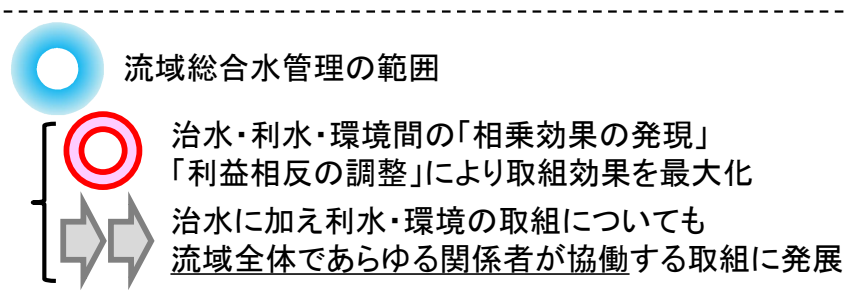 流域総合水管理の範囲
治水・利水・環境間の「相乗効果の発現」
「利益相反の調整」により取組効果を最大化
治水に加え利水・環境の取組についても
流域全体であらゆる関係者が協働する取組に発展